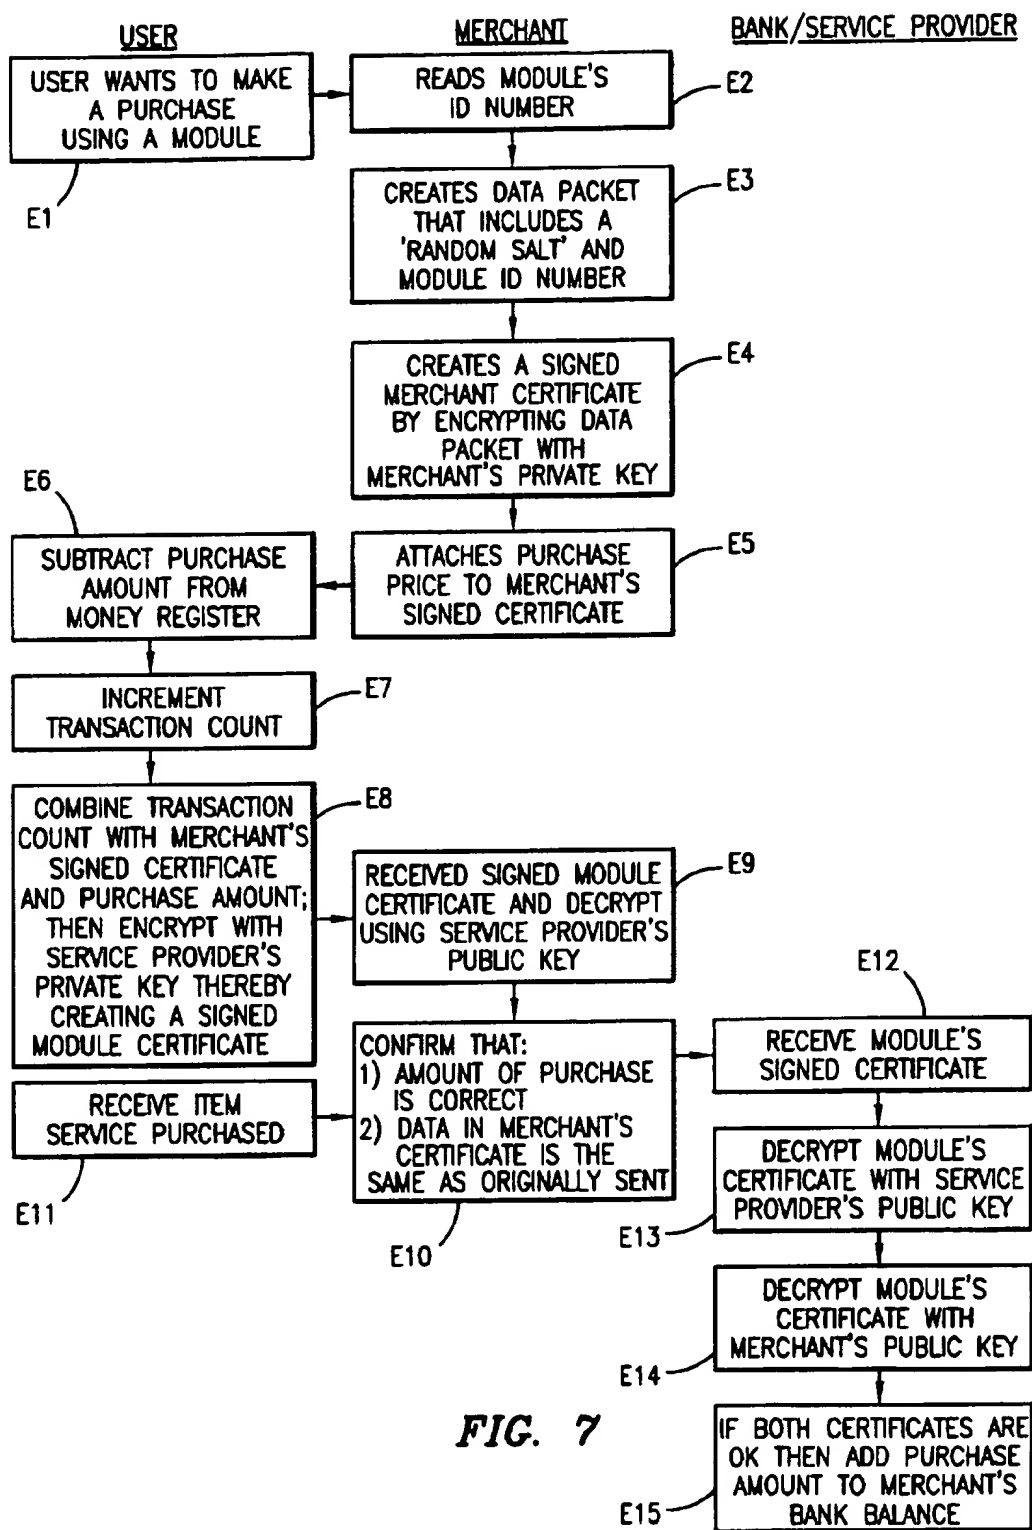 USER
MERCHANT
BANK/SERVICE PROVIDER
USER WANTS TO MAKE
A PURCHASE
USING A MODULE
E1
READS MODULE'S
ID NUMBER
E2
CREATES DATA PACKET
THAT INCLUDES A
'RANDOM SALT' AND
MODULE ID NUMBER
E3
CREATES A SIGNED
MERCHANT CERTIFICATE
BY ENCRYPTING DATA
PACKET WITH
MERCHANT'S PRIVATE KEY
E4
ATTACHES PURCHASE
PRICE TO MERCHANT'S
SIGNED CERTIFICATE
E5
E6
SUBTRACT PURCHASE
AMOUNT FROM
MONEY REGISTER
INCREMENT
TRANSACTION COUNT
E7
COMBINE TRANSACTION
COUNT WITH MERCHANT'S
SIGNED CERTIFICATE
AND PURCHASE AMOUNT;
THEN ENCRYPT WITH
SERVICE PROVIDER'S
PRIVATE KEY THEREBY
CREATING A SIGNED
MODULE CERTIFICATE
E8
RECEIVED SIGNED MODULE
CERTIFICATE AND DECRYPT
USING SERVICE PROVIDER'S
PUBLIC KEY
E9
CONFIRM THAT:
1) AMOUNT OF PURCHASE
IS CORRECT
2) DATA IN MERCHANT'S
CERTIFICATE IS THE
SAME AS ORIGINALLY SENT
E10
RECEIVE ITEM
SERVICE PURCHASED
E11
E12
RECEIVE MODULE'S
SIGNED CERTIFICATE
DECRYPT MODULE'S
CERTIFICATE WITH SERVICE
PROVIDER'S PUBLIC KEY
E13
DECRYPT MODULE'S
CERTIFICATE WITH
MERCHANT'S PUBLIC KEY
E14
IF BOTH CERTIFICATES ARE
OK THEN ADD PURCHASE
AMOUNT TO MERCHANT'S
BANK BALANCE
E15
FIG. 7